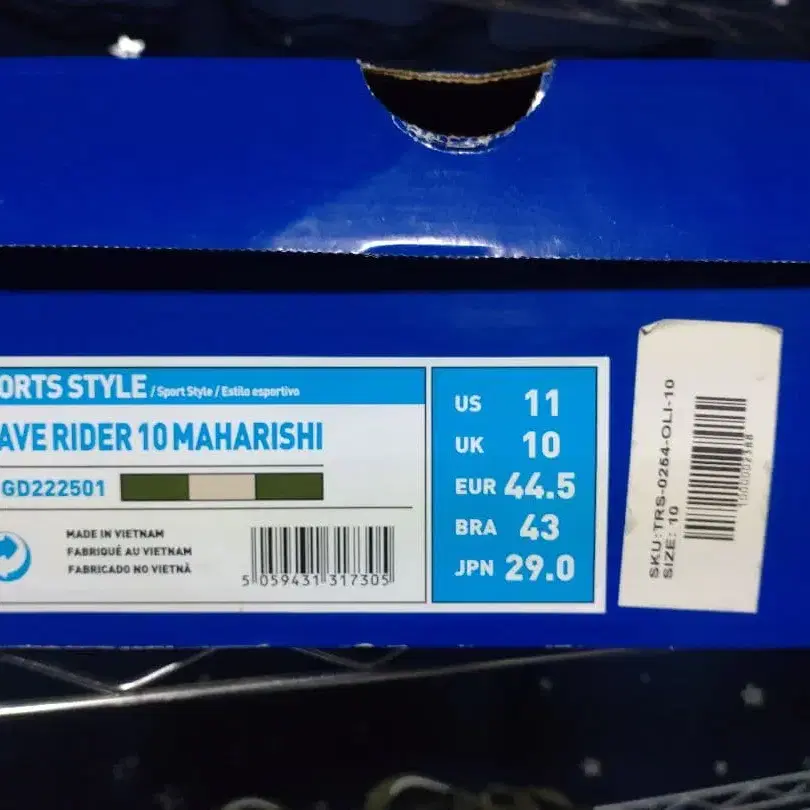 ORTS STYLE / Sport Style / Estilo esportivo
AVE RIDER 10 MAHARISHI
GD222501
MADE IN VIETNAM
FABRIQUÉ AU VIETNAM
FABRICADO NO VIETNÃ
5 059431 317305
US 11
UK 10
EUR 44.5
BRA 43
JPN 29.0
SKU:TRS-0254-OLI-10
SIZE: 10